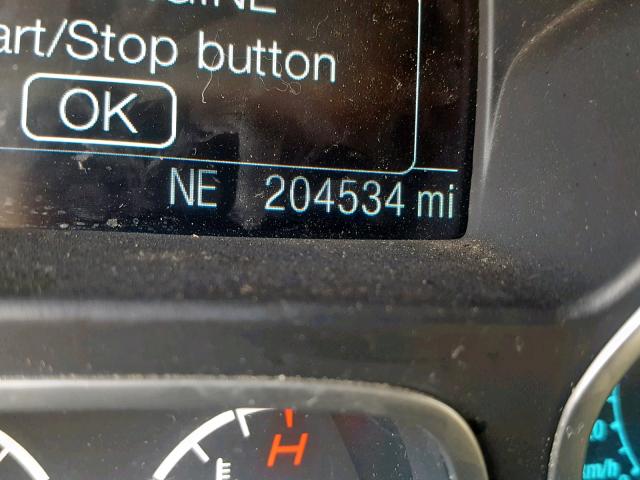 art/Stop button
OK
NE 204534 mi
H